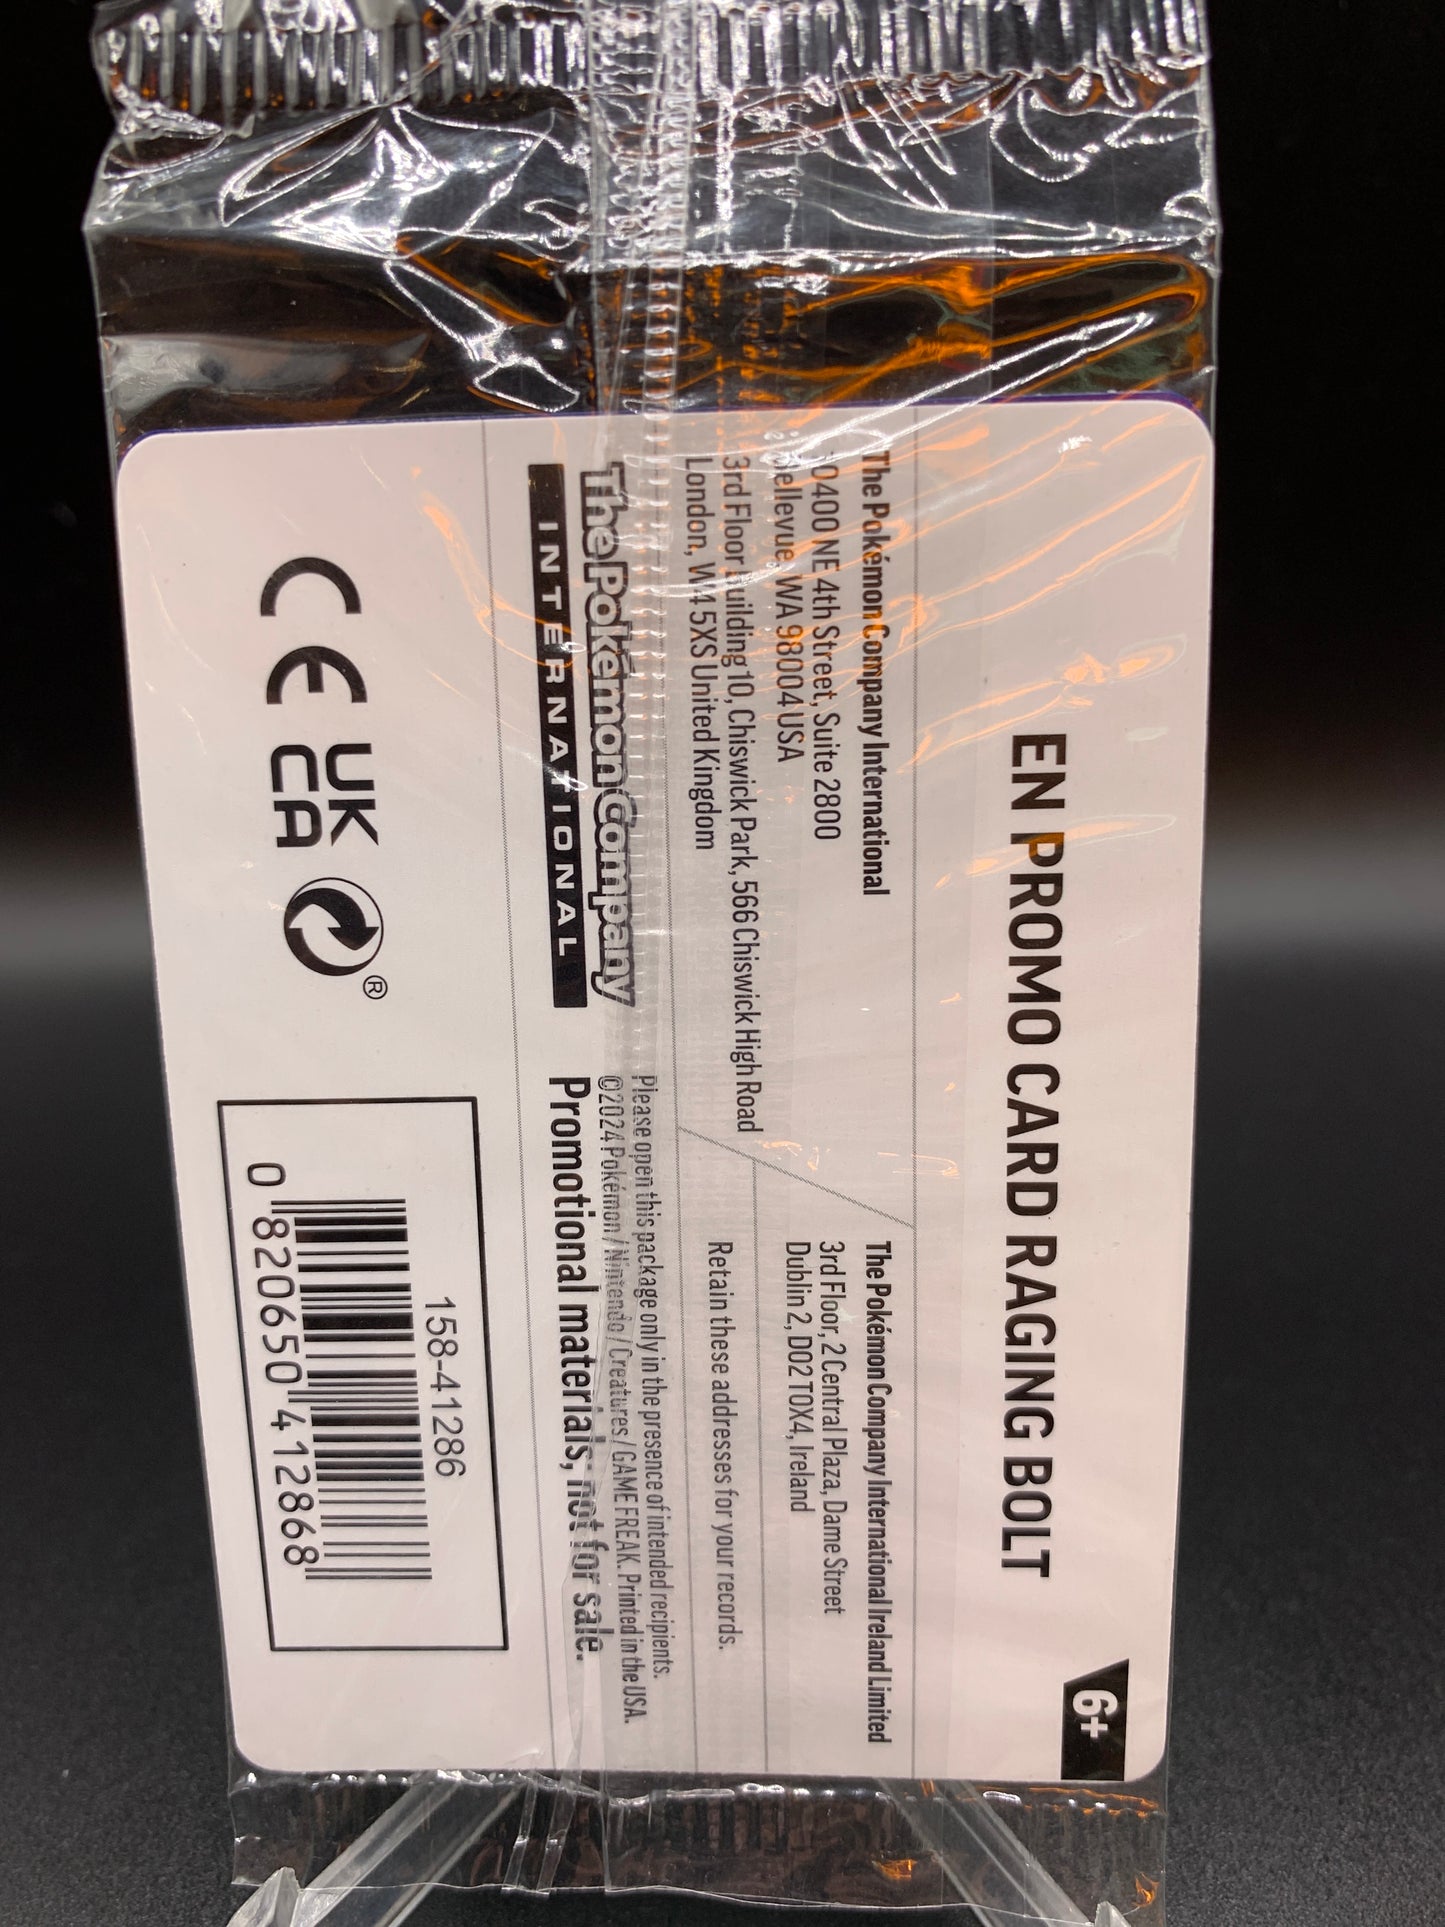 EN PROMO CARD RAGING BOLT
6+
The Pokémon Company International
10400 NE 4th Street, Suite 2800
Bellevue, WA 98004 USA
3rd Floor Building 10, Chiswick Park, 566 Chiswick High Road
London, W4 5XS United Kingdom
The Pokémon Company International Ireland Limited
3rd Floor, 2 Central Plaza, Dame Street
Dublin 2, D02 T0X4, Ireland
Retain these addresses for your records.
The Pokémon Company
INTERNATIONAL
Please open this package only in the presence of intended recipients.
©2024 Pokémon / Nintendo / Creatures / GAME FREAK. Printed in the USA.
Promotional materials, not for sale.
CE
UK
CA
®
158-41286
0 820650 412868